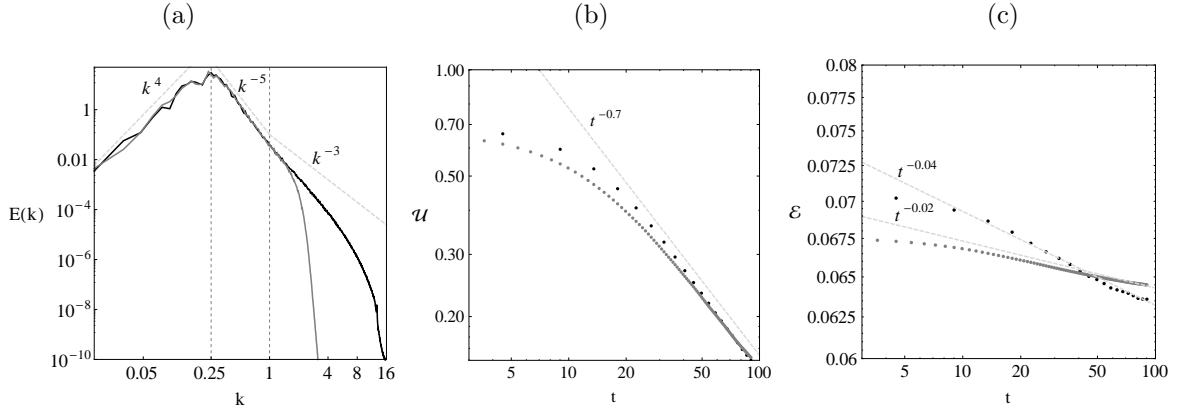 (a)
(b)
(c)
k^4
k^-5
k^-3
1
0.01
10^-4
10^-6
10^-8
10^-10
E(k)
0.05 0.25 1 4 8 16
k
1.00
0.70
0.50
0.30
0.20
𝒰
t^-0.7
5 10 20 50 100
t
0.08
0.0775
0.075
0.0725
0.07
0.0675
0.065
0.0625
0.06
ℰ
t^-0.04
t^-0.02
5 10 20 50 100
t